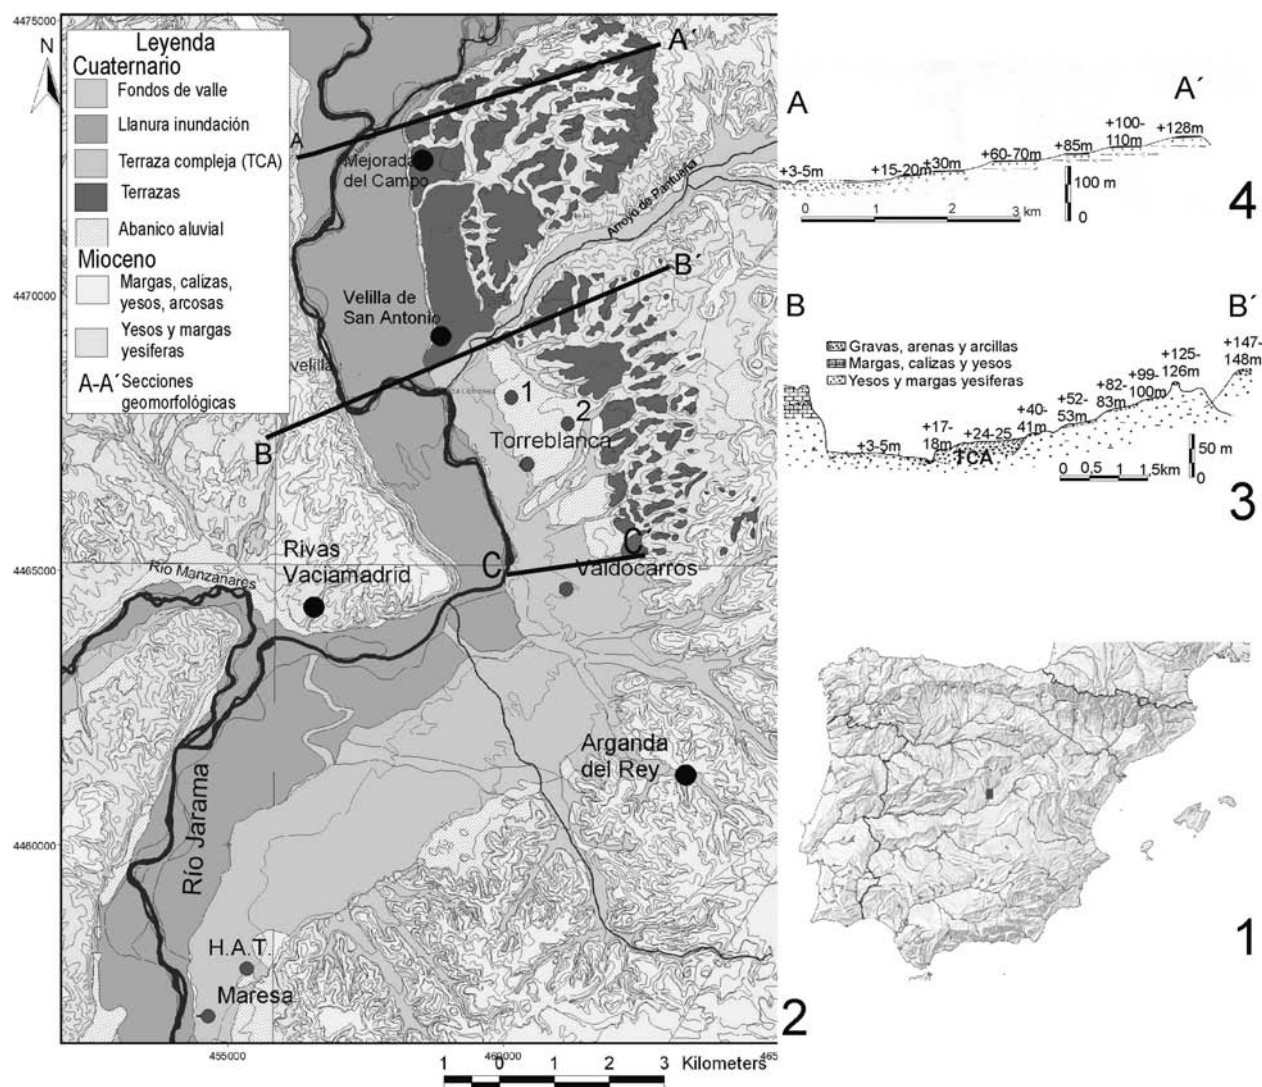 4475000
4470000
4465000
4460000
N
Leyenda
Cuaternário
Fondos de valle
Llanura inundación
Terraza compleja (TCA)
Terrazas
Abanico aluvial
Mioceno
Margas, calizas,
yesos, arcosas
Yesos y margas
yesiferas
A-A´ Secciones
geomorfológicas
A
A´
Mejorada
del Campo
Arroyo de Pantueña
B´
Velilla de
San Antonio
velilla
1
2
B
Torreblanca
C
C´
Rivas
Vaciamadrid
Valdocarros
Río Manzanares
Arganda
del Rey
Río Jarama
H.A.T.
Maresa
455000
460000
465
1 0 1 2 3 Kilometers
2
A
A´
+3-5m
+15-20m
+30m
+60-70m
+85m
+100-
110m
+128m
0 1 2 3 km
100 m
0
4
B
B´
Gravas, arenas y arcillas
Margas, calizas y yesos
Yesos y margas yesíferas
+3-5m
+17-
18m
+24-25
TCA
+40-
41m
+52-
53m
+82-
83m
+99-
100m
+125-
126m
+147-
148m
0 0,5 1 1,5km
50 m
0
3
1